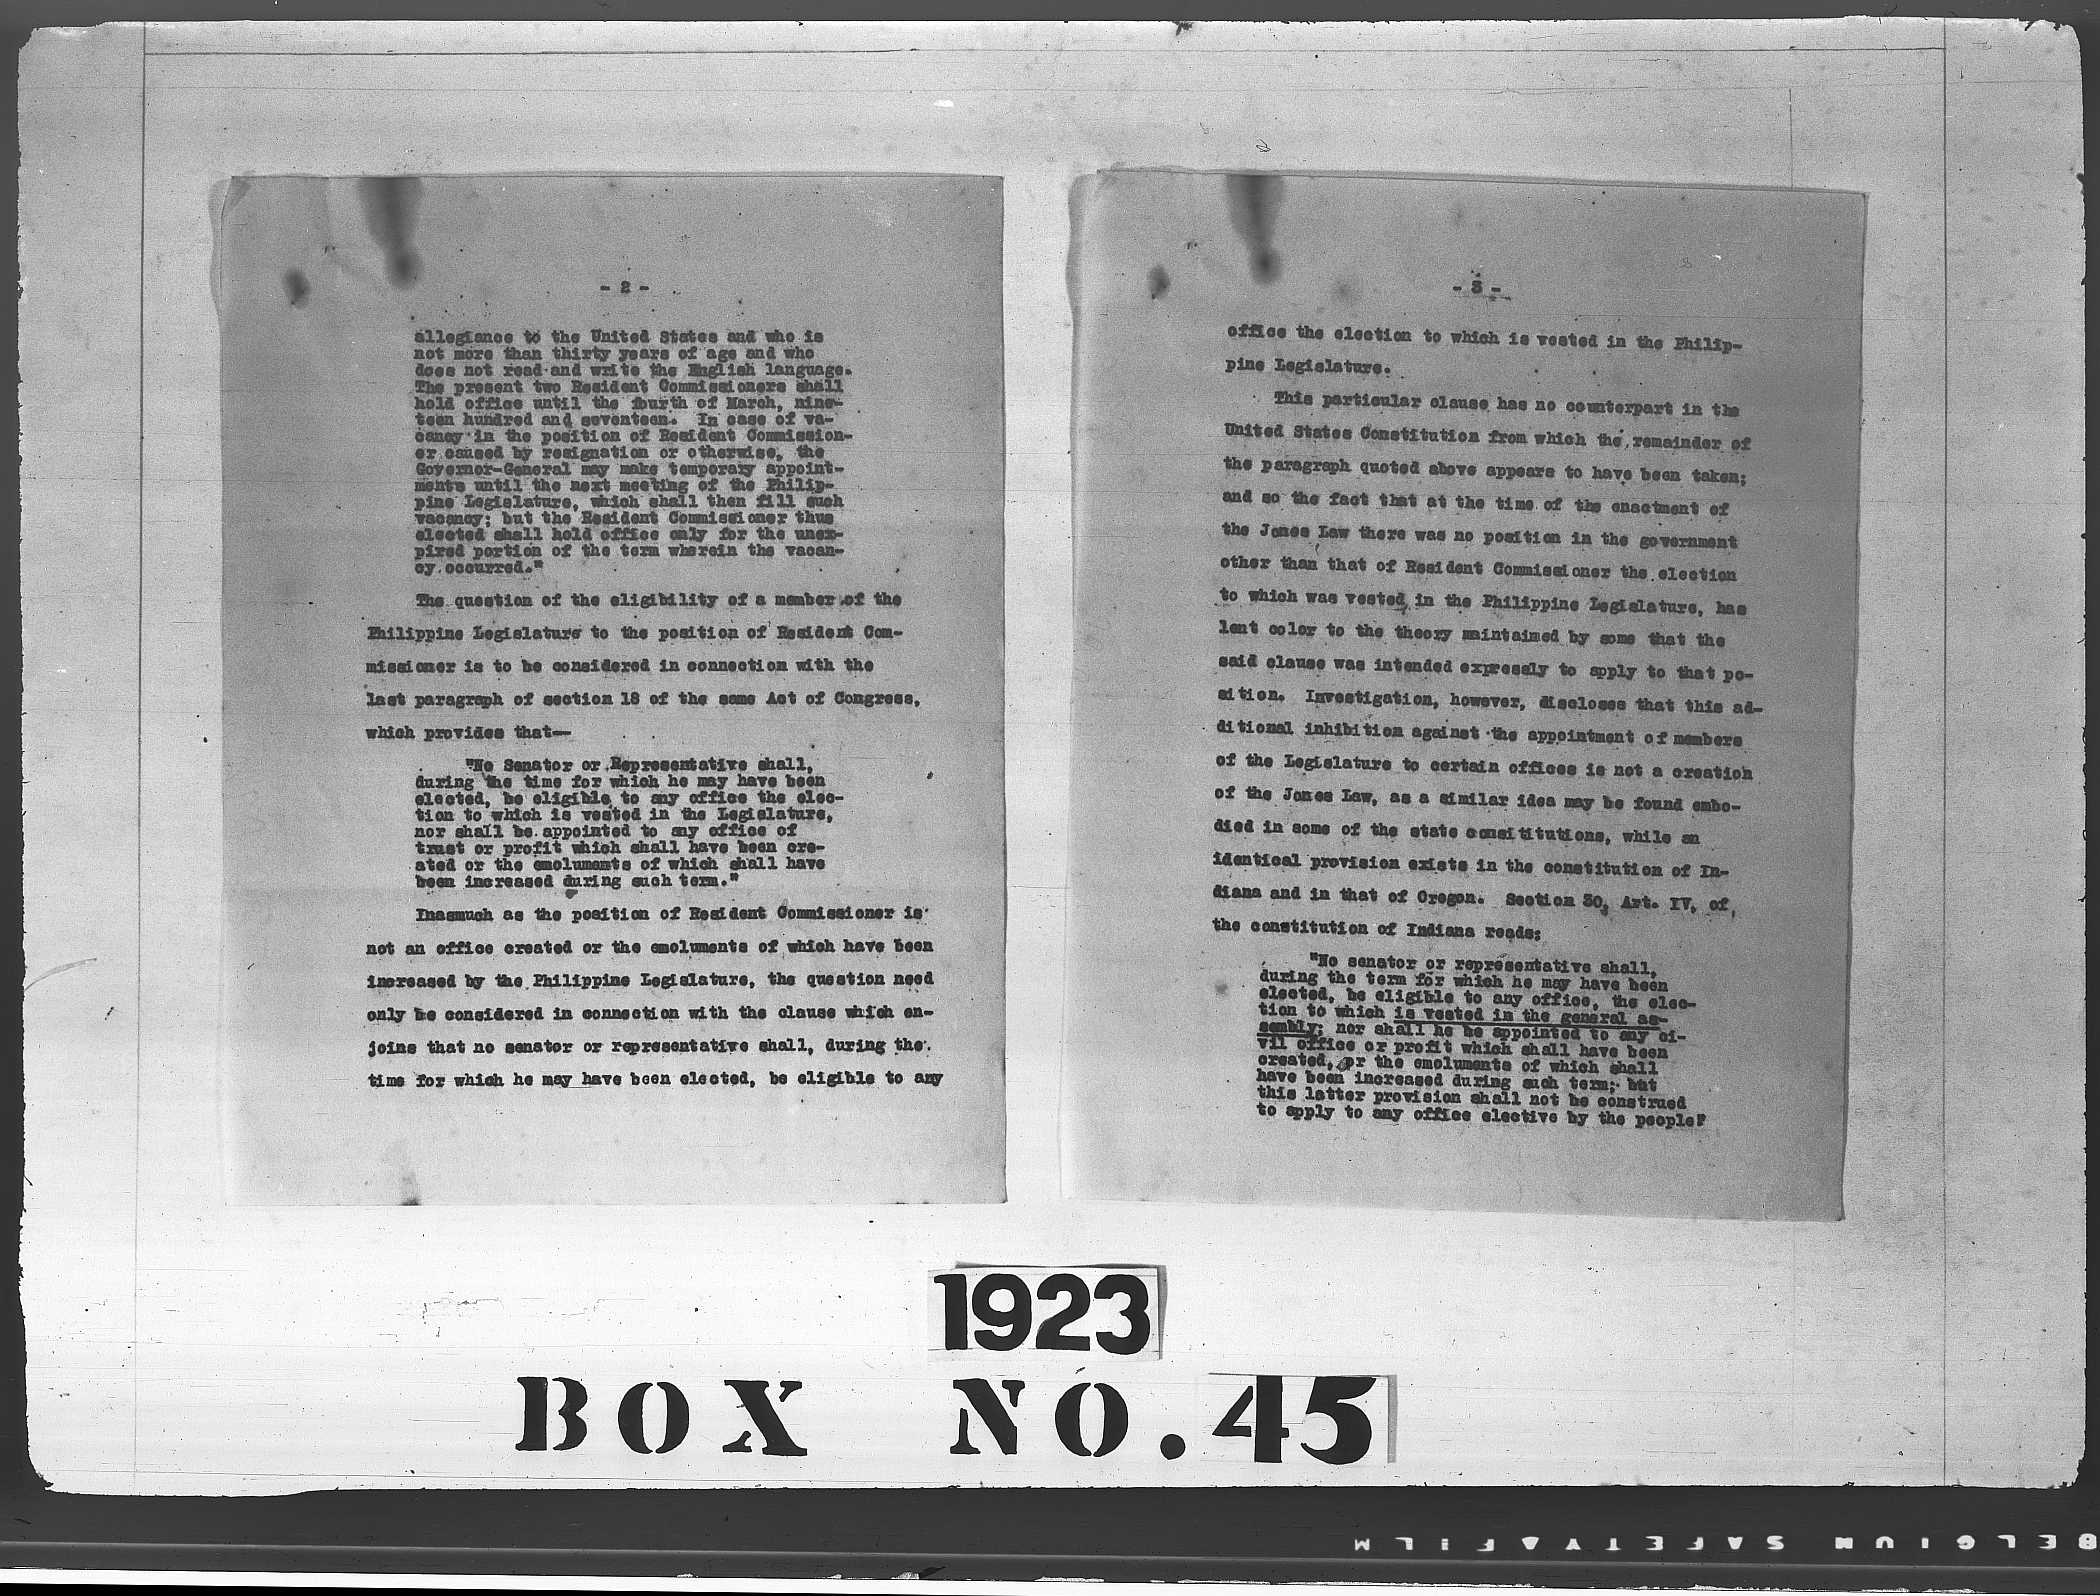 - 2 -
allegiance to the United States and who is
not more than thirty years of age and who
does not read and write the English language.
The present two Resident Commissioners shall
hold office until the fourth of March, nine-
teen hundred and seventeen. In case of va-
cancy in the position of Resident Commission-
er caused by resignation or otherwise, the
Governor-General may make temporary appoint-
ments until the next meeting of the Philip-
pine Legislature, which shall then fill such
vacancy; but the Resident Commissioner thus
elected shall hold office only for the unex-
pired portion of the term wherein the vacan-
cy occurred."
The question of the eligibility of a member of the
Philippine Legislature to the position of Resident Com-
missioner is to be considered in connection with the
last paragraph of section 18 of the same Act of Congress,
which provides that—
"No Senator or Representative shall,
during the time for which he may have been
elected, be eligible to any office the elec-
tion to which is vested in the Legislature,
nor shall be appointed to any office of
trust or profit which shall have been cre-
ated or the emoluments of which shall have
been increased during such term."
Inasmuch as the position of Resident Commissioner is
not an office created or the emoluments of which have been
increased by the Philippine Legislature, the question need
only be considered in connection with the clause which en-
joins that no senator or representative shall, during the
time for which he may have been elected, be eligible to any
- 3 -
office the election to which is vested in the Philip-
pine Legislature.
This particular clause has no counterpart in the
United States Constitution from which the remainder of
the paragraph quoted above appears to have been taken;
and so the fact that at the time of the enactment of
the Jones Law there was no position in the government
other than that of Resident Commissioner the election
to which was vested in the Philippine Legislature, has
lent color to the theory maintained by some that the
said clause was intended expressly to apply to that po-
sition. Investigation, however, discloses that this ad-
ditional inhibition against the appointment of members
of the Legislature to certain offices is not a creation
of the Jones Law, as a similar idea may be found embo-
died in some of the state consititutions, while an
identical provision exists in the constitution of In-
diana and in that of Oregon. Section 30, Art. IV, of
the constitution of Indiana reads:
"No senator or representative shall,
during the term for which he may have been
elected, be eligible to any office, the elec-
tion to which is vested in the general as-
sembly; nor shall he be appointed to any ci-
vil office or profit which shall have been
created, or the emoluments of which shall
have been increased during such term; but
this latter provision shall not be construed
to apply to any office elective by the people"
1923
BOX NO. 45
BELGIUM SAFETY FILM